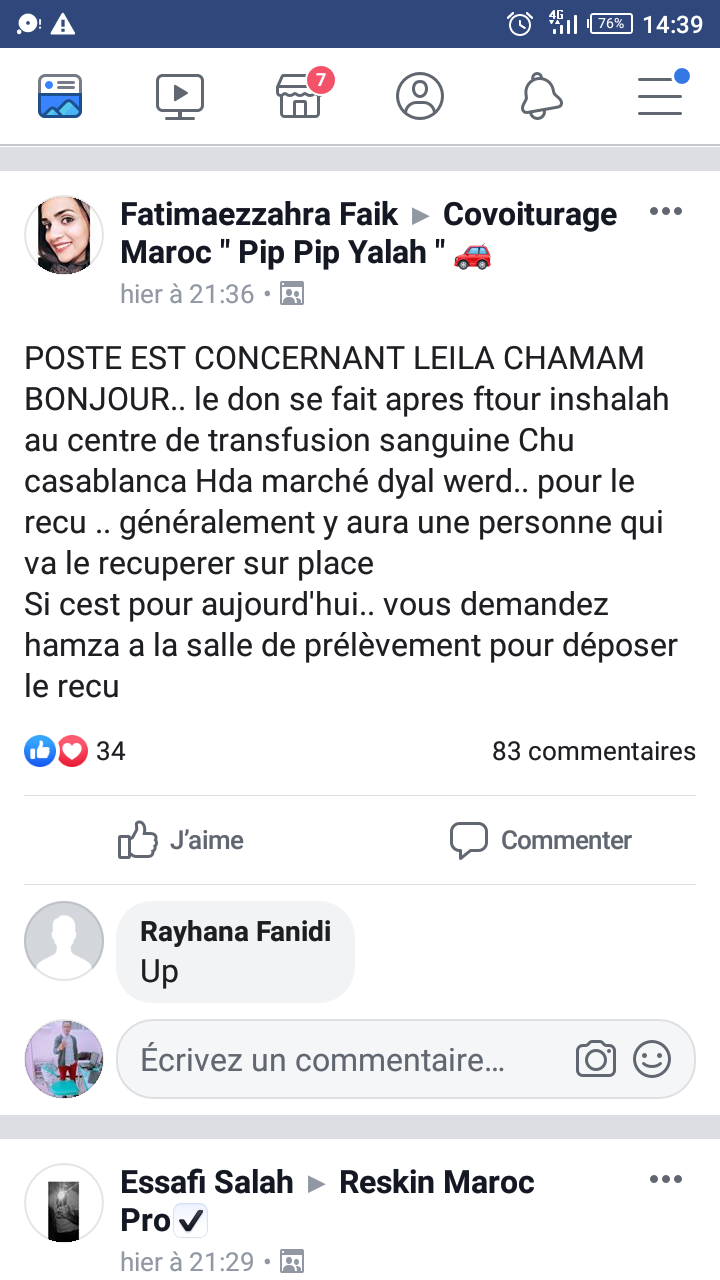 4G 76% 14:39
7
Fatimaezzahra Faik ▸ Covoiturage
Maroc " Pip Pip Yalah " 🚗
hier à 21:36 •
POSTE EST CONCERNANT LEILA CHAMAM
BONJOUR.. le don se fait apres ftour inshalah
au centre de transfusion sanguine Chu
casablanca Hda marché dyal werd.. pour le
recu .. généralement y aura une personne qui
va le recuperer sur place
Si cest pour aujourd'hui.. vous demandez
hamza a la salle de prélèvement pour déposer
le recu
34 83 commentaires
J'aime Commenter
Rayhana Fanidi
Up
Écrivez un commentaire...
Essafi Salah ▸ Reskin Maroc
Pro✔
hier à 21:29 •